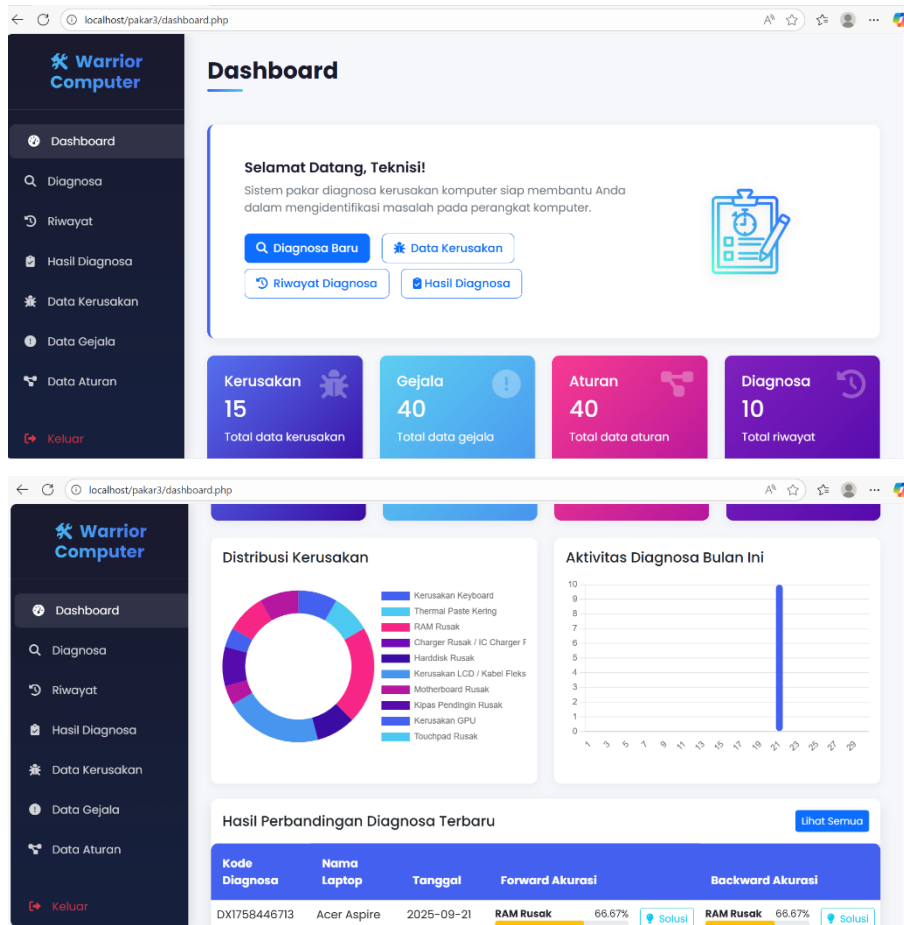 localhost/pakar3/dashboard.php
Warrior
Computer
Dashboard
Diagnosa
Riwayat
Hasil Diagnosa
Data Kerusakan
Data Gejala
Data Aturan
Keluar
Dashboard
Selamat Datang, Teknisi!
Sistem pakar diagnosa kerusakan komputer siap membantu Anda
dalam mengidentifikasi masalah pada perangkat komputer.
Diagnosa Baru
Data Kerusakan
Riwayat Diagnosa
Hasil Diagnosa
Kerusakan
15
Total data kerusakan
Gejala
40
Total data gejala
Aturan
40
Total data aturan
Diagnosa
10
Total riwayat
localhost/pakar3/dashboard.php
Warrior
Computer
Dashboard
Diagnosa
Riwayat
Hasil Diagnosa
Data Kerusakan
Data Gejala
Data Aturan
Keluar
Distribusi Kerusakan
Kerusakan Keyboard
Thermal Paste Kering
RAM Rusak
Charger Rusak / IC Charger F
Harddisk Rusak
Kerusakan LCD / Kabel Fleks
Motherboard Rusak
Kipas Pendingin Rusak
Kerusakan GPU
Touchpad Rusak
Aktivitas Diagnosa Bulan Ini
10
9
8
7
6
5
4
3
2
1
0
1 3 5 7 9 11 13 15 17 19 21 23 25 27 29
Hasil Perbandingan Diagnosa Terbaru
Lihat Semua
Kode Diagnosa Nama Laptop Tanggal Forward Akurasi Backward Akurasi
DX1758446713 Acer Aspire 2025-09-21 RAM Rusak 66.67% Solusi RAM Rusak 66.67% Solusi